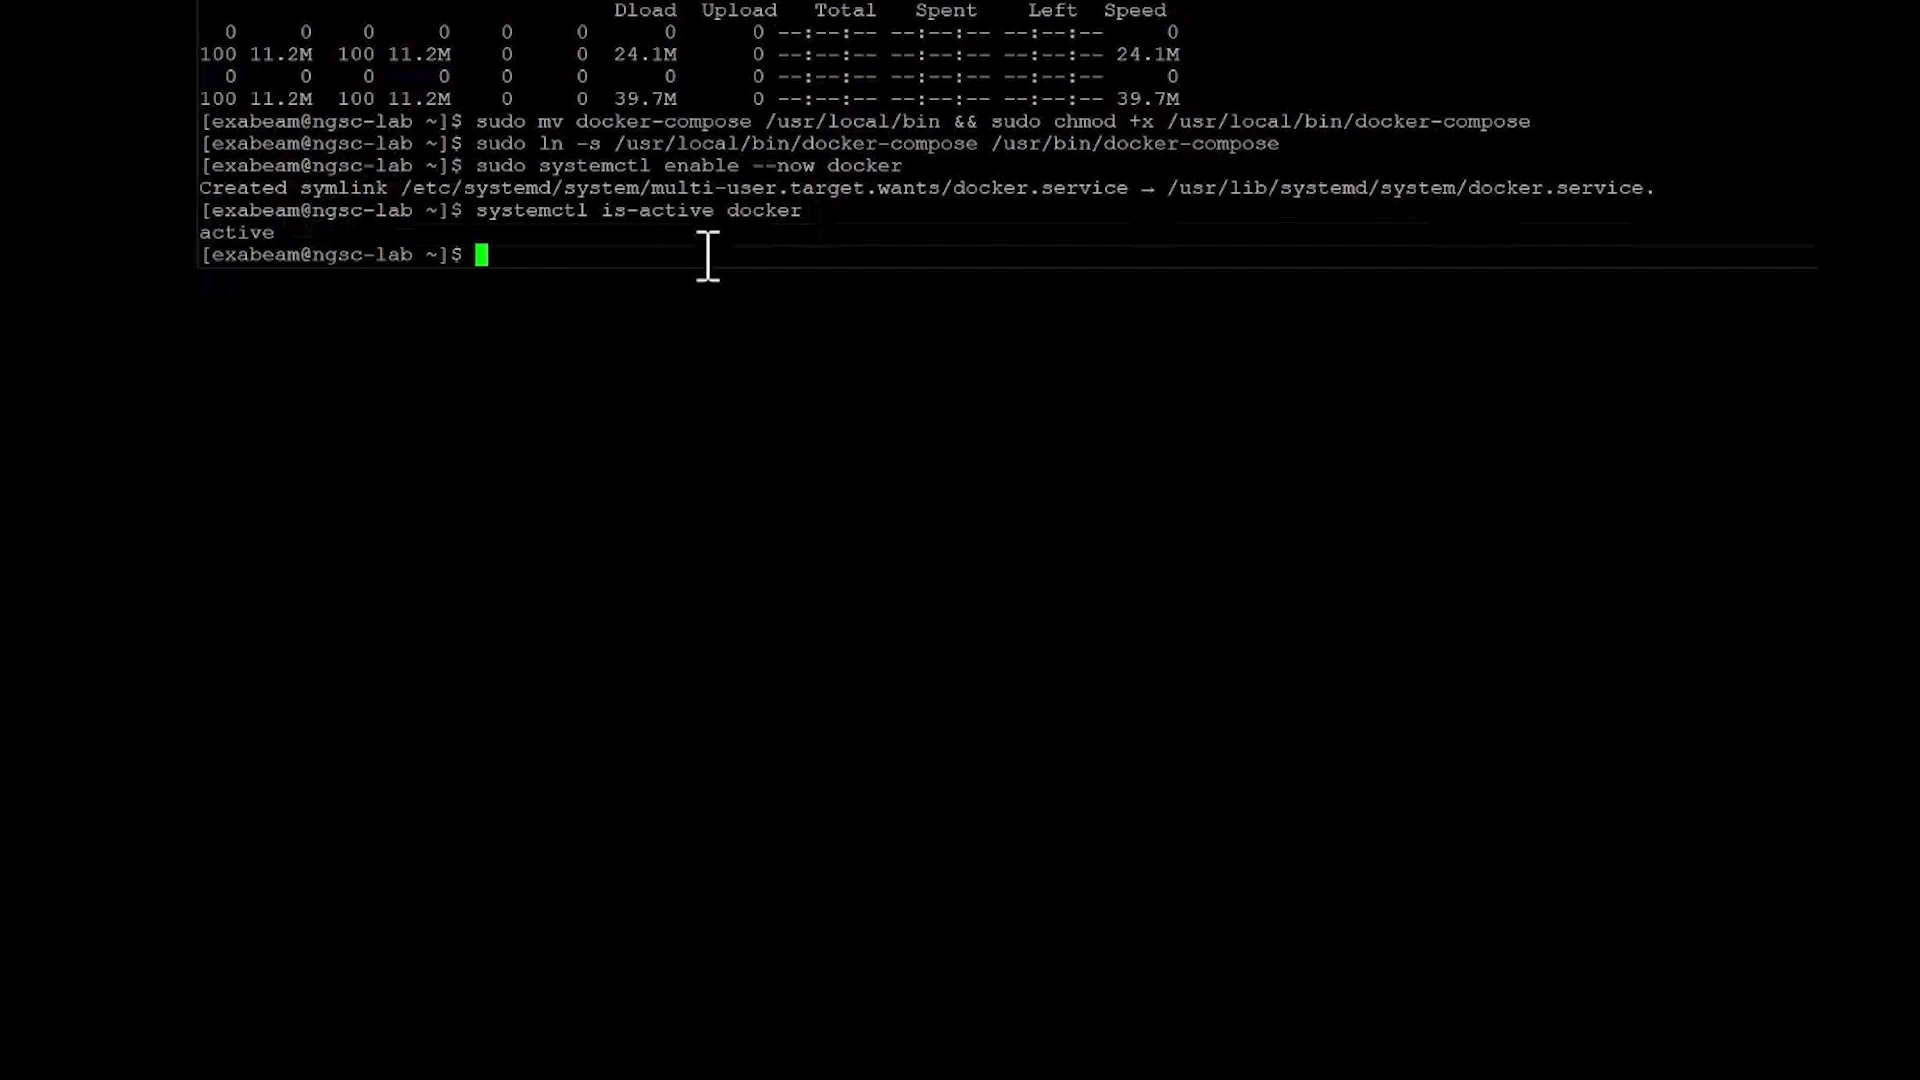 Dload Upload Total Spent Left Speed
0 0 0 0 0 0 0 0 --:--:-- --:--:-- --:--:-- 0
100 11.2M 100 11.2M 0 0 24.1M 0 --:--:-- --:--:-- --:--:-- 24.1M
0 0 0 0 0 0 0 0 --:--:-- --:--:-- --:--:-- 0
100 11.2M 100 11.2M 0 0 39.7M 0 --:--:-- --:--:-- --:--:-- 39.7M
[exabeam@ngsc-lab ~]$ sudo mv docker-compose /usr/local/bin && sudo chmod +x /usr/local/bin/docker-compose
[exabeam@ngsc-lab ~]$ sudo ln -s /usr/local/bin/docker-compose /usr/bin/docker-compose
[exabeam@ngsc-lab ~]$ sudo systemctl enable --now docker
Created symlink /etc/systemd/system/multi-user.target.wants/docker.service → /usr/lib/systemd/system/docker.service.
[exabeam@ngsc-lab ~]$ systemctl is-active docker
active
[exabeam@ngsc-lab ~]$